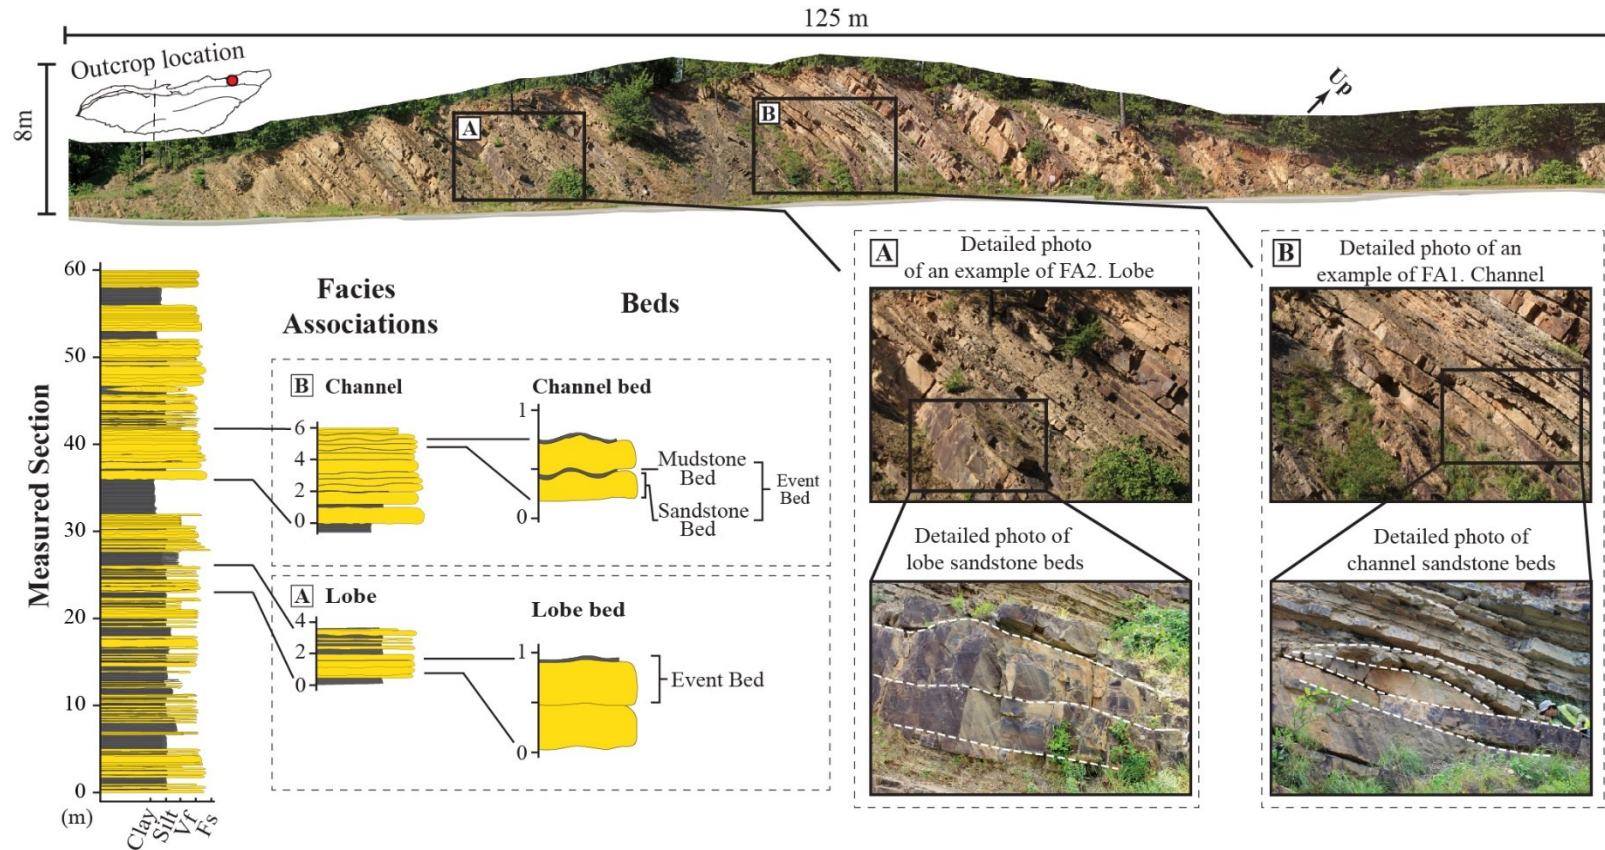 125 m
Outcrop location
8m
A
B
Up
A
Detailed photo
of an example of FA2. Lobe
B
Detailed photo of an
example of FA1. Channel
Detailed photo of
lobe sandstone beds
Detailed photo of
channel sandstone beds
Measured Section
60
50
40
30
20
10
0
(m)
Clay
Silt
Vf
Fs
Facies
Associations
Beds
B Channel
6
4
2
0
Channel bed
1
0
Mudstone
Bed
Sandstone
Bed
Event
Bed
A Lobe
4
2
0
Lobe bed
1
0
Event Bed